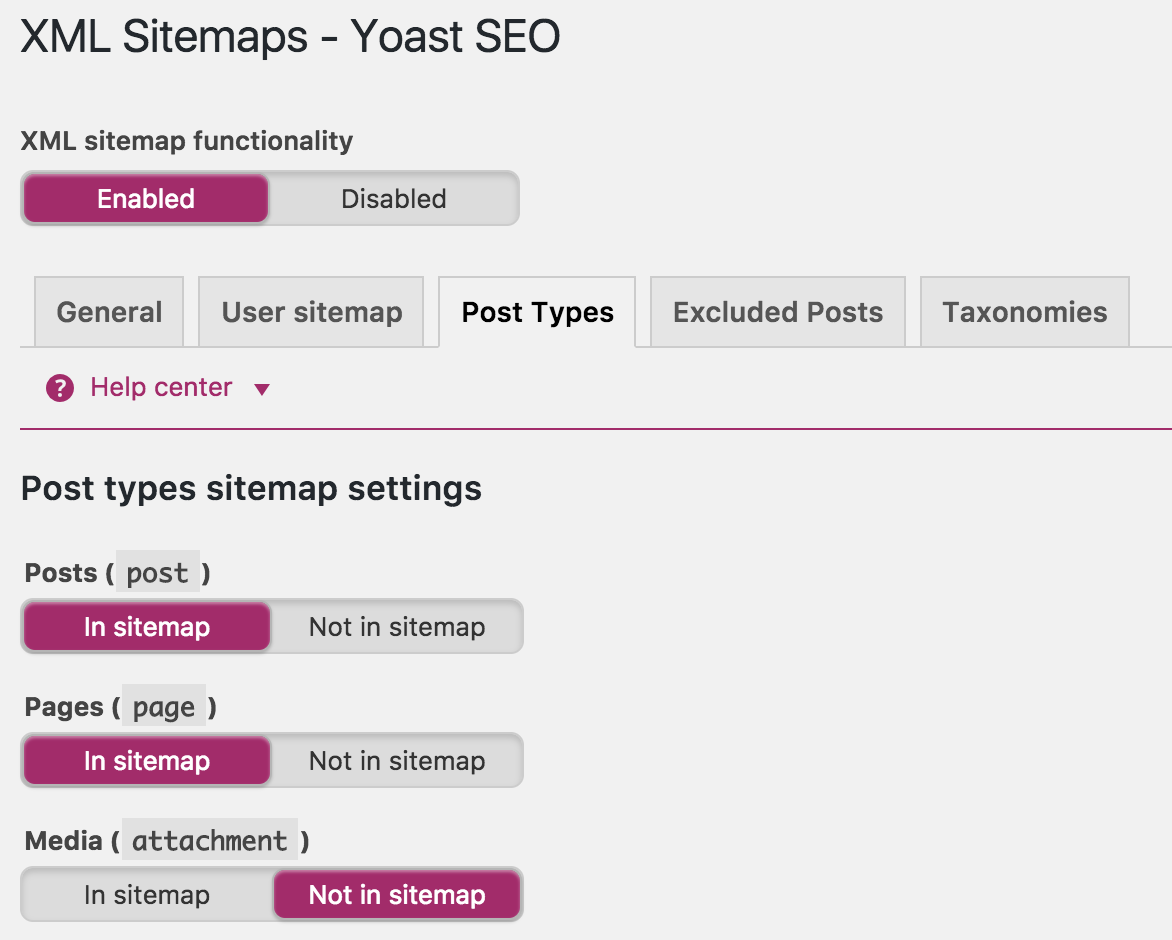 XML Sitemaps - Yoast SEO
XML sitemap functionality
Enabled Disabled
General User sitemap Post Types Excluded Posts Taxonomies
? Help center
Post types sitemap settings
Posts ( post )
In sitemap Not in sitemap
Pages ( page )
In sitemap Not in sitemap
Media ( attachment )
In sitemap Not in sitemap